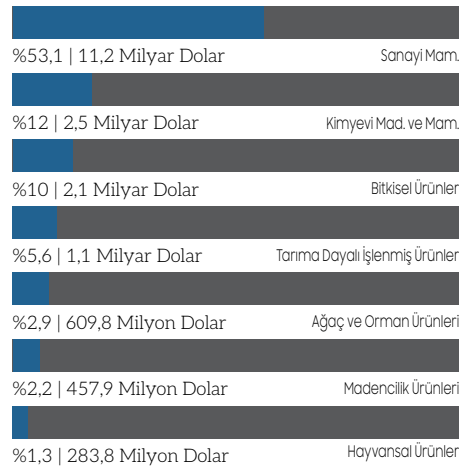 %53,1 | 11,2 Milyar Dolar Sanayi Mam.
%12 | 2,5 Milyar Dolar Kimyevi Mad. ve Mam.
%10 | 2,1 Milyar Dolar Bitkisel Ürünler
%5,6 | 1,1 Milyar Dolar Tarıma Dayalı İşlenmiş Ürünler
%2,9 | 609,8 Milyon Dolar Ağaç ve Orman Ürünleri
%2,2 | 457,9 Milyon Dolar Madencilik Ürünleri
%1,3 | 283,8 Milyon Dolar Hayvansal Ürünler